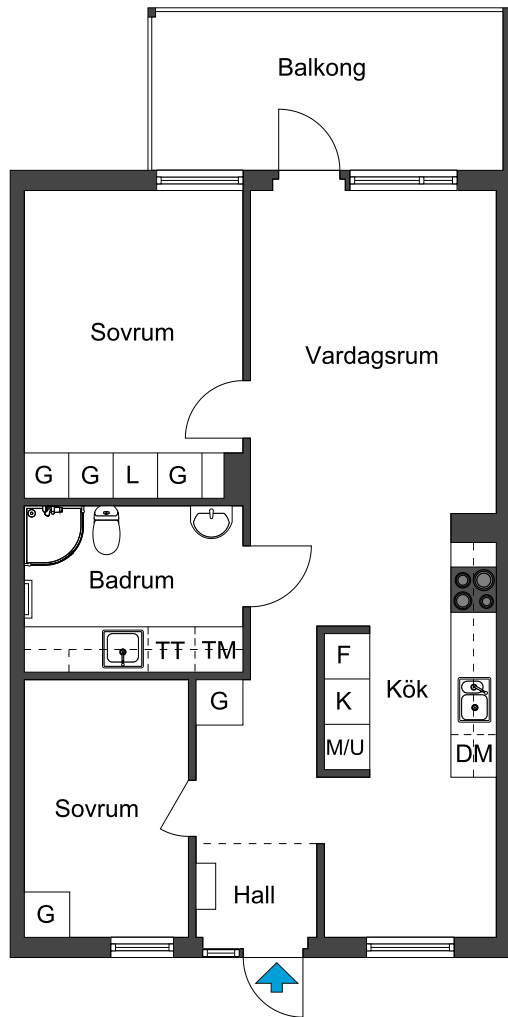 Balkong
Sovrum
Vardagsrum
G G L G
Badrum
TT TM
F
K
M/U
Kök
DM
G
Sovrum
G
Hall